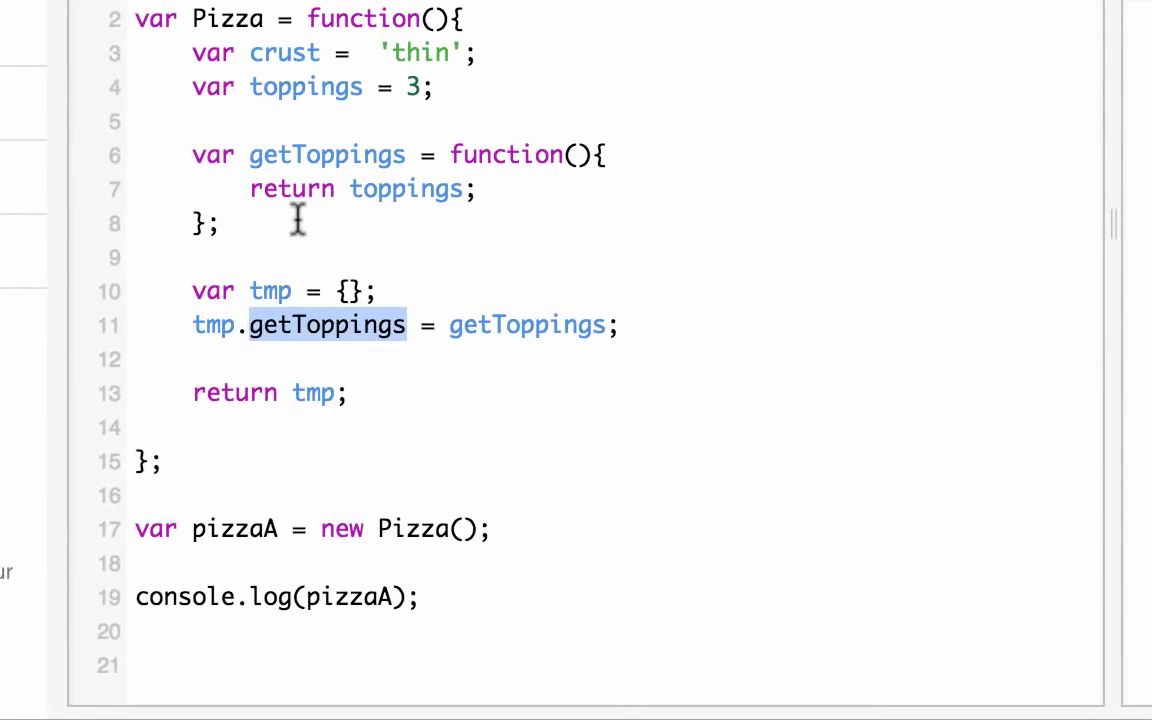 2 var Pizza = function(){
3 var crust =  'thin';
4 var toppings = 3;
5
6 var getToppings = function(){
7 return toppings;
8 };
9
10 var tmp = {};
11 tmp.getToppings = getToppings;
12
13 return tmp;
14
15 };
16
17 var pizzaA = new Pizza();
18
ur
19 console.log(pizzaA);
20
21